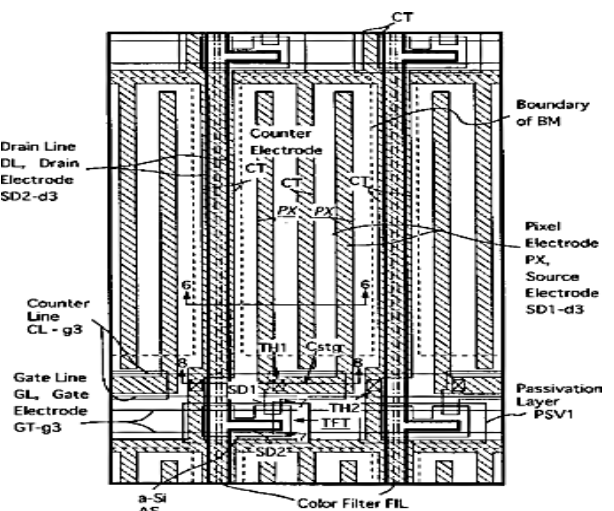 CT
Boundary
of BM
Counter
Electrode
Drain Line
DL, Drain
Electrode
SD2-d3
CT
CT
CT
PX
PX
Pixel
Electrode
PX,
Source
Electrode
SD1-d3
6
6
Counter
Line
CL - g3
TH1
Cstg
8
8
Gate Line
GL, Gate
Electrode
GT-g3
SD1
7
TH2
TFT
7
SD2
Passivation
Layer
PSV1
a-Si
AS
Color Filter FIL